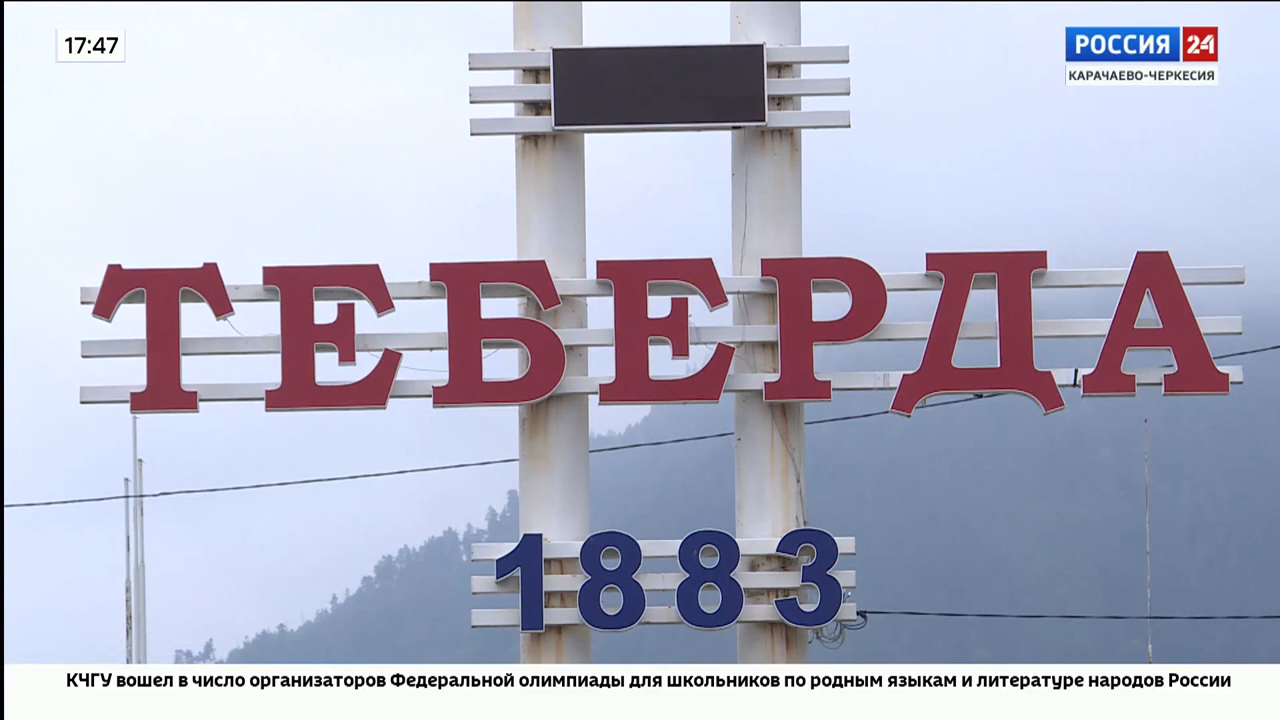 17:47
РОССИЯ 24
КАРАЧАЕВО-ЧЕРКЕСИЯ
ТЕБЕРДА
1883
КЧГУ вошел в число организаторов Федеральной олимпиады для школьников по родным языкам и литературе народов России